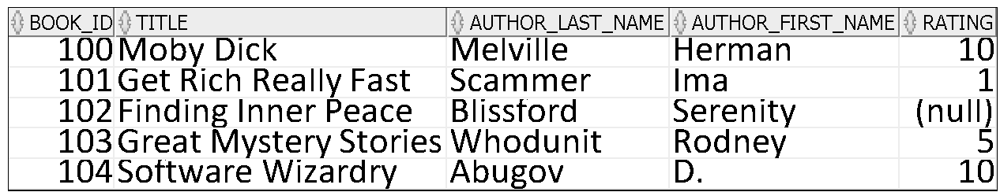 BOOK_ID TITLE AUTHOR_LAST_NAME AUTHOR_FIRST_NAME RATING
100 Moby Dick Melville Herman 10
101 Get Rich Really Fast Scammer Ima 1
102 Finding Inner Peace Blissford Serenity (null)
103 Great Mystery Stories Whodunit Rodney 5
104 Software Wizardry Abugov D. 10